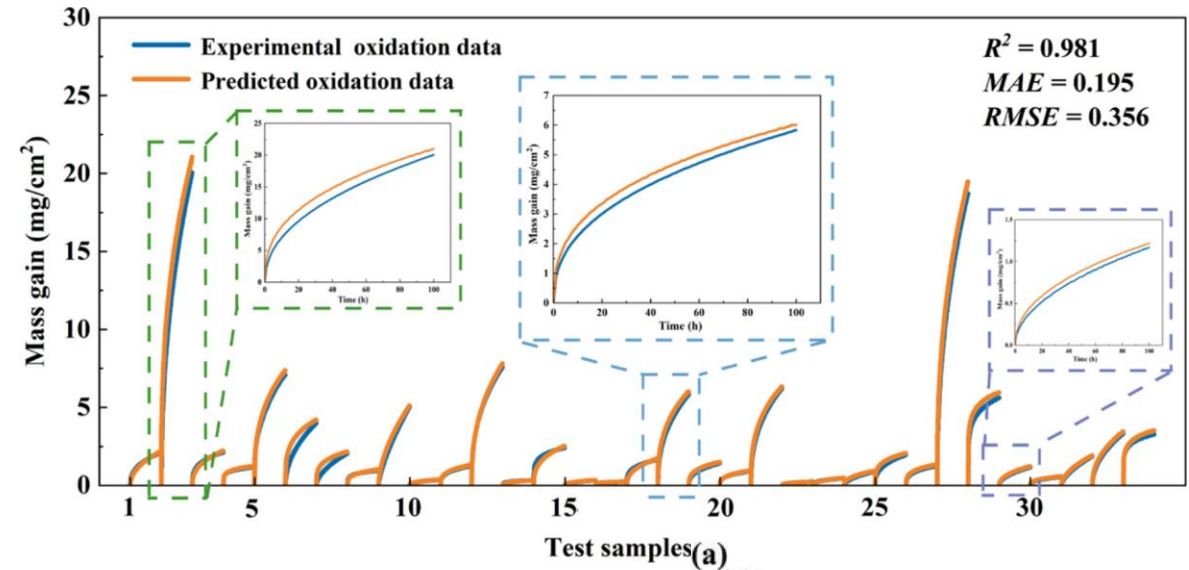 30
25
20
15
10
5
0
Mass gain (mg/cm²)
Experimental oxidation data
Predicted oxidation data
R² = 0.981
MAE = 0.195
RMSE = 0.356
25
20
15
10
5
0
Mass gain (mg/cm²)
0 20 40 60 80 100
Time (h)
7
6
5
4
3
2
1
0
Mass gain (mg/cm²)
0 20 40 60 80 100
Time (h)
1.5
1.0
0.5
0.0
Mass gain (mg/cm²)
0 20 40 60 80 100
Time (h)
1 5 10 15 20 25 30
Test samples
(a)